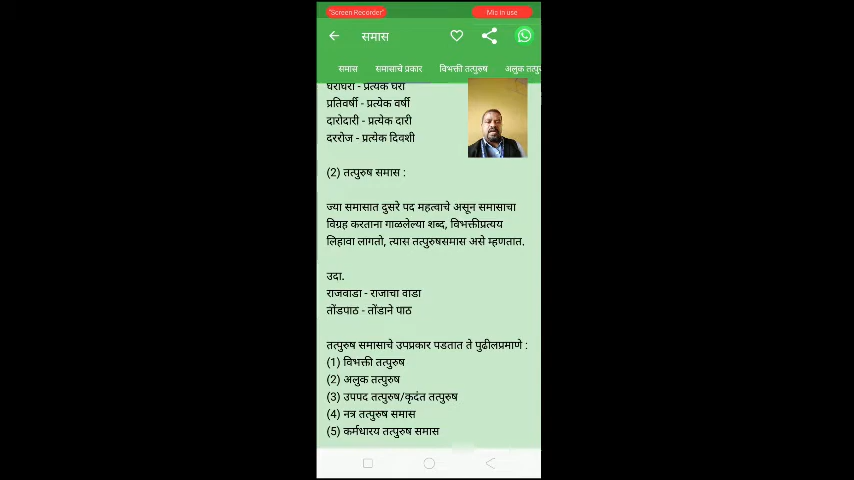 "Screen Recorder"
Mic in use
समास
समास समासाचे प्रकार विभक्ती तत्पुरुष अलुक तत्पुरु
घरोघरी - प्रत्येक घरी
प्रतिवर्षी - प्रत्येक वर्षी
दारोदारी - प्रत्येक दारी
दररोज - प्रत्येक दिवशी
(2) तत्पुरुष समास :
ज्या समासात दुसरे पद महत्वाचे असून समासाचा
विग्रह करताना गाळलेल्या शब्द, विभक्तीप्रत्यय
लिहावा लागतो, त्यास तत्पुरुषसमास असे म्हणतात.
उदा.
राजवाडा - राजाचा वाडा
तोंडपाठ - तोंडाने पाठ
तत्पुरुष समासाचे उपप्रकार पडतात ते पुढीलप्रमाणे :
(1) विभक्ती तत्पुरुष
(2) अलुक तत्पुरुष
(3) उपपद तत्पुरुष/कृदंत तत्पुरुष
(4) नत्र तत्पुरुष समास
(5) कर्मधारय तत्पुरुष समास